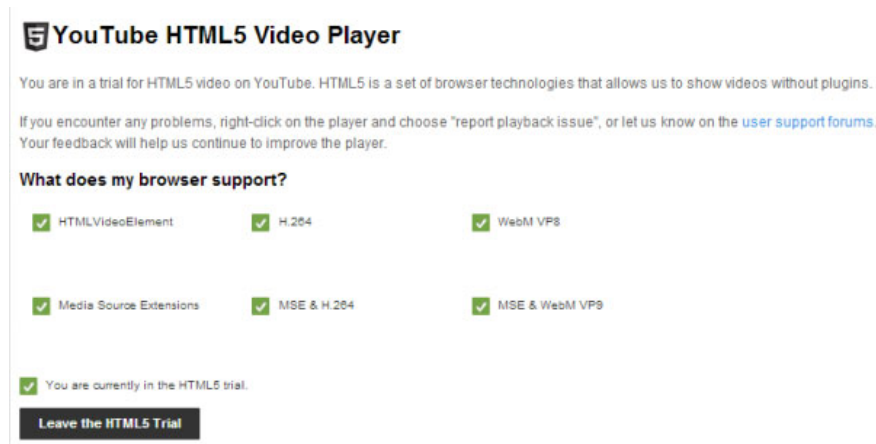 5 YouTube HTML5 Video Player
You are in a trial for HTML5 video on YouTube. HTML5 is a set of browser technologies that allows us to show videos without plugins.
If you encounter any problems, right-click on the player and choose "report playback issue", or let us know on the user support forums.
Your feedback will help us continue to improve the player.
What does my browser support?
HTMLVideoElement H.264 WebM VP8
Media Source Extensions MSE & H.264 MSE & WebM VP9
You are currently in the HTML5 trial.
Leave the HTML5 Trial